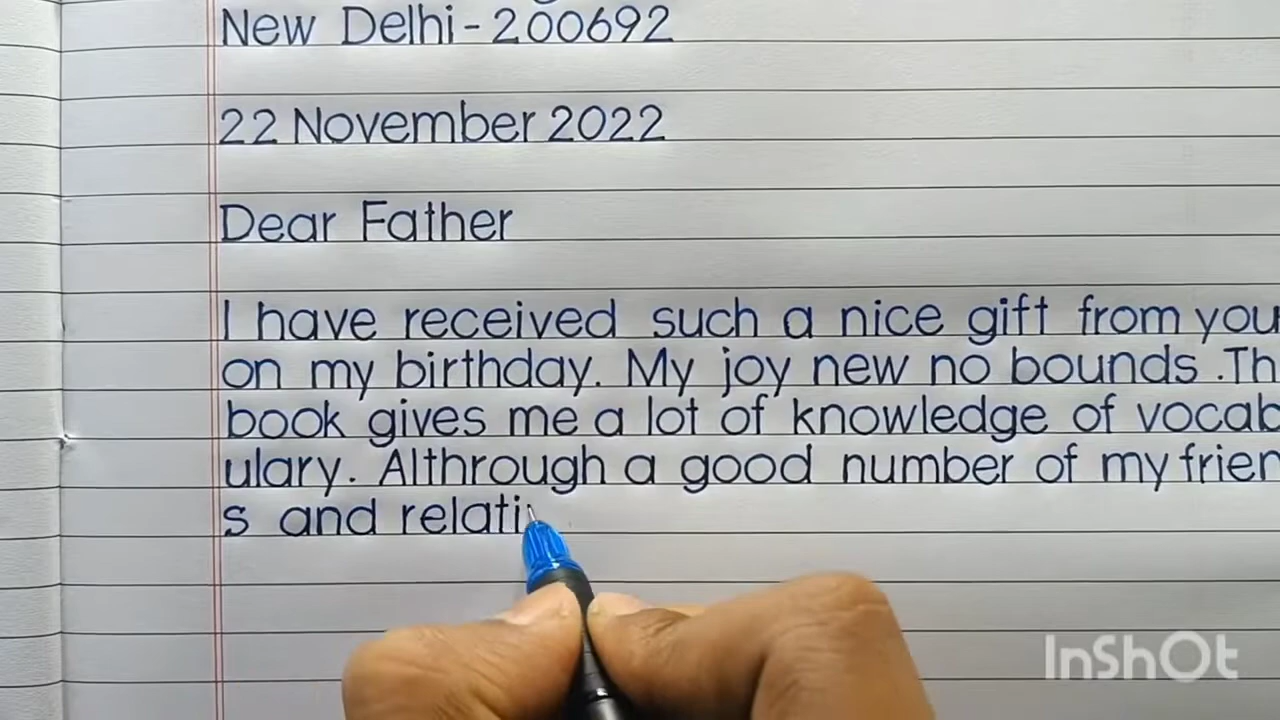 New Delhi - 200692
22 November 2022
Dear Father
I have received such a nice gift from you
on my birthday. My joy new no bounds. Th
book gives me a lot of knowledge of vocab
ulary. Althrough a good number of my frien
s and relati
InShOt